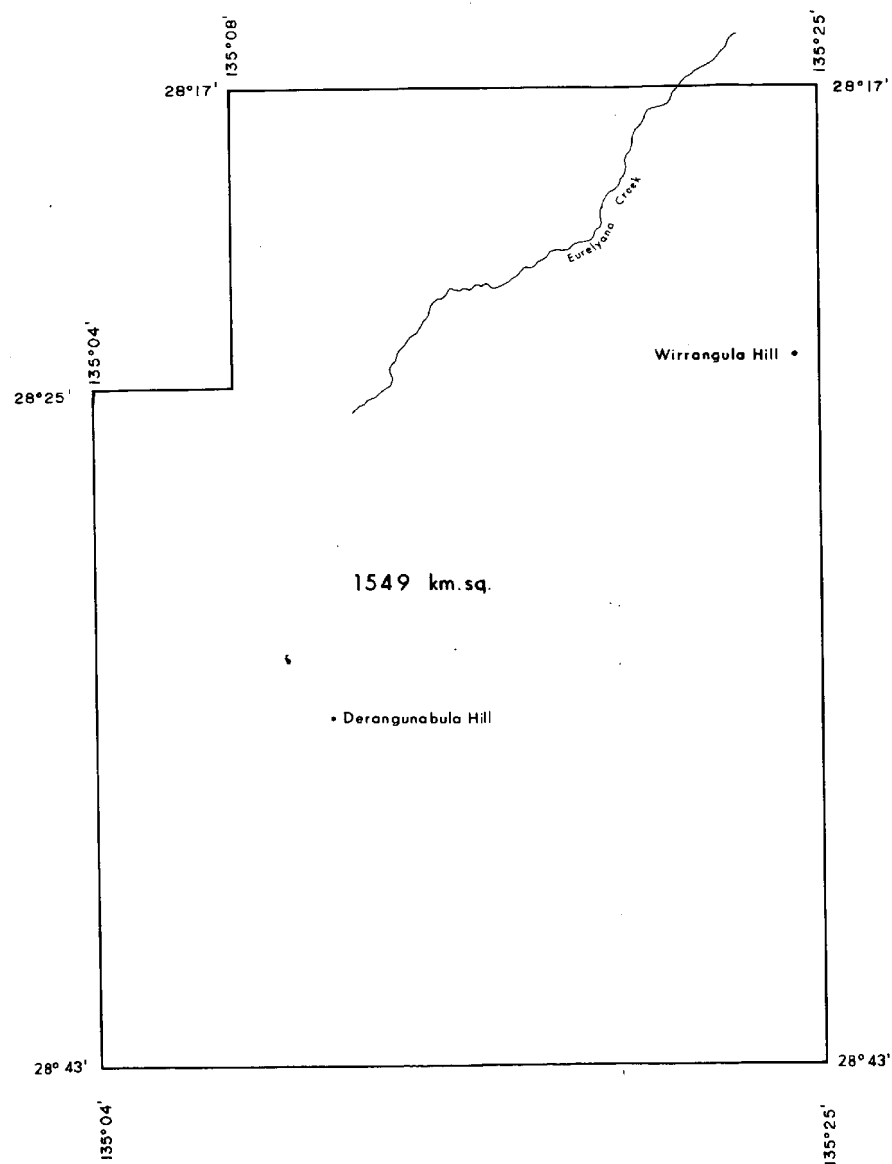 135°08'
135°25'
28°17'
28°17'
Eurelyana Creek
Wirrangula Hill
135°04'
28°25'
1549 km.sq.
Derangunabula Hill
28°43'
28°43'
135°04'
135°25'